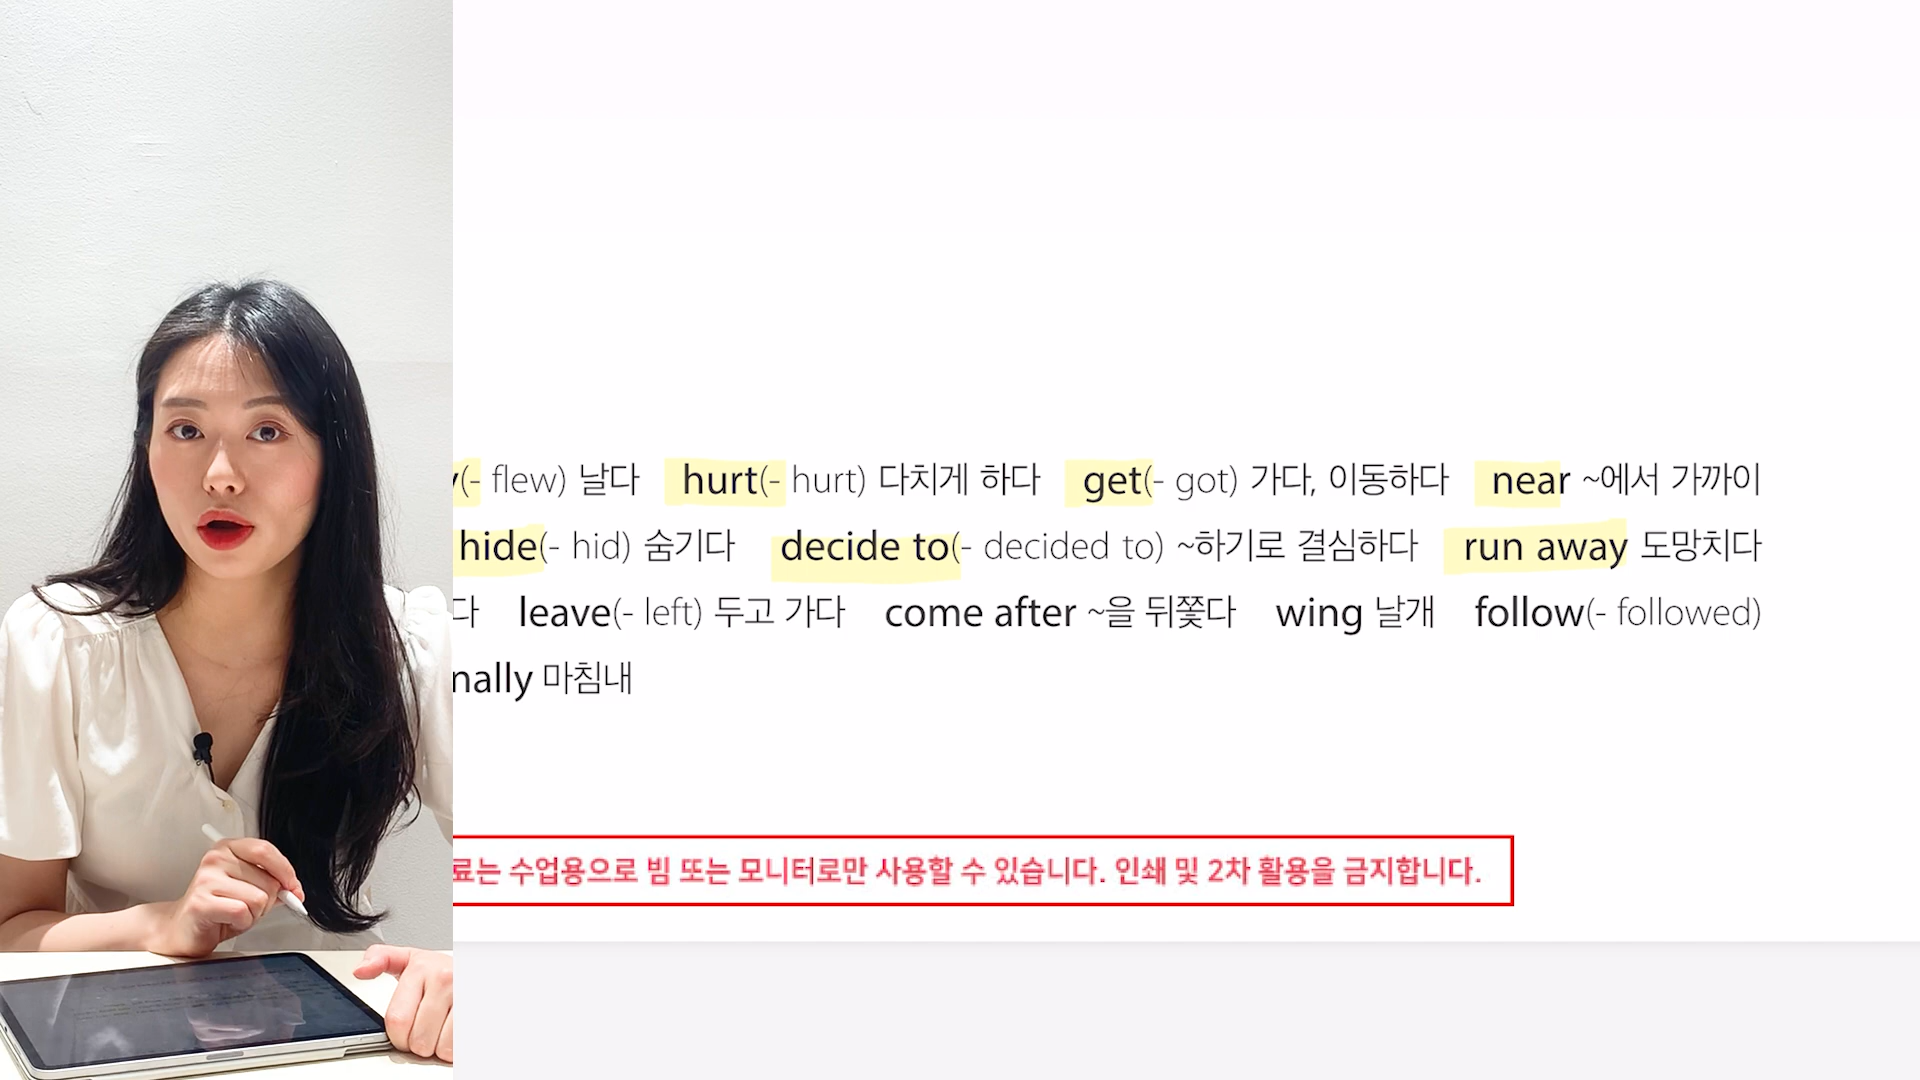 (- flew) 날다 hurt(- hurt) 다치게 하다 get(- got) 가다, 이동하다 near ~에서 가까이
hide(- hid) 숨기다 decide to(- decided to) ~하기로 결심하다 run away 도망치다
다 leave(- left) 두고 가다 come after ~을 뒤쫓다 wing 날개 follow(- followed)
nally 마침내
료는 수업용으로 빔 또는 모니터로만 사용할 수 있습니다. 인쇄 및 2차 활용을 금지합니다.